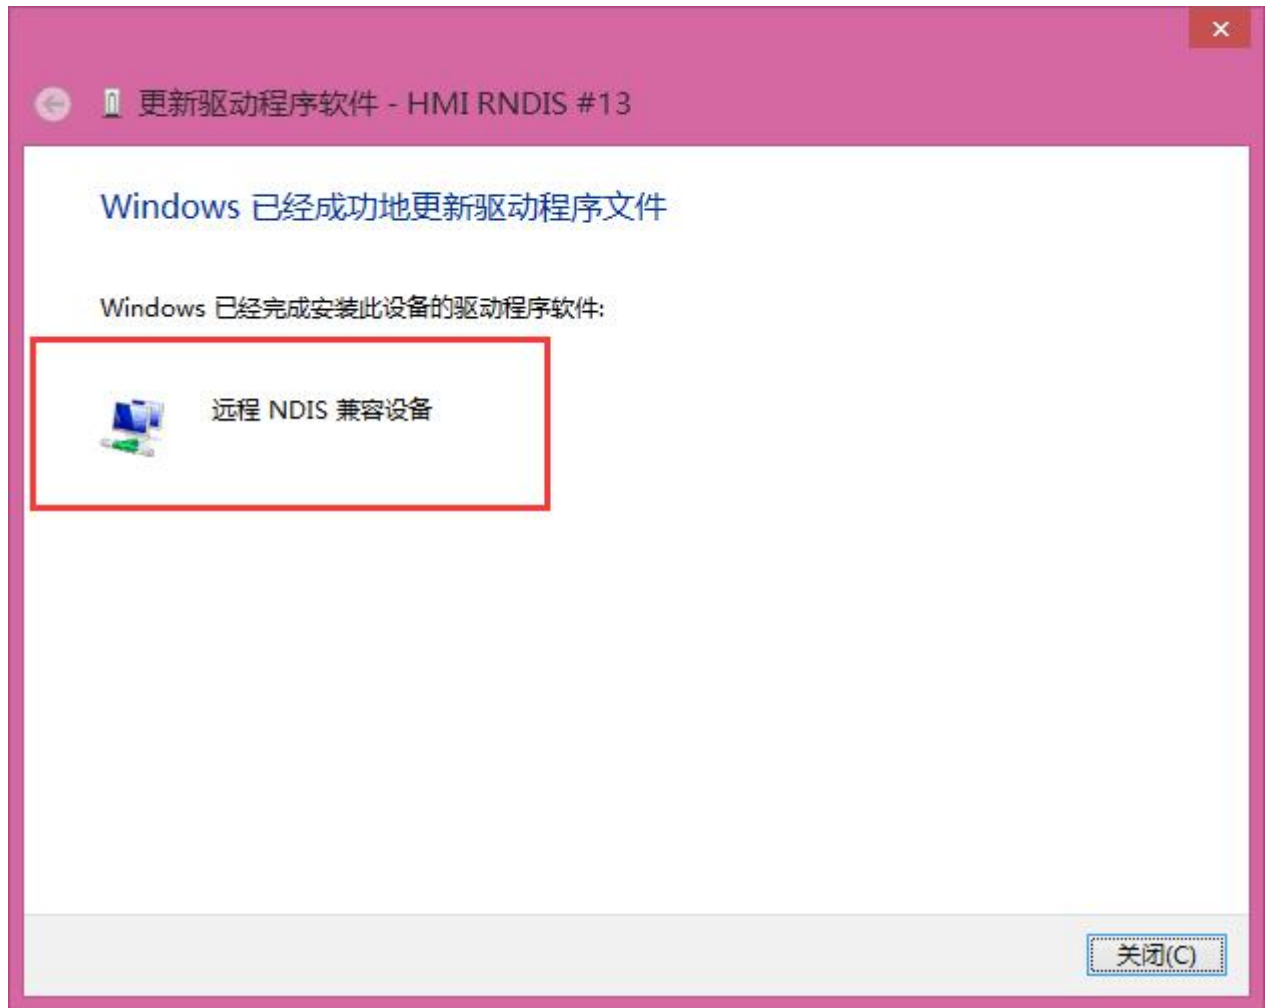 更新驱动程序软件 - HMI RNDIS #13
Windows 已经成功地更新驱动程序文件
Windows 已经完成安装此设备的驱动程序软件:
远程 NDIS 兼容设备
关闭(C)